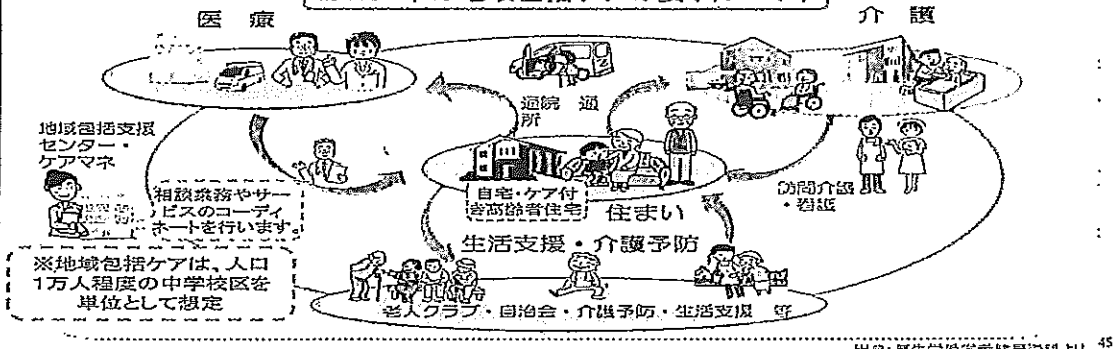 医療
介護
通院 通
所
地域包括支援
センター・
ケアマネ
相談業務やサー
ビスのコーディ
ネートを行います。
自宅・ケア付
き高齢者住宅
住まい
訪問介護
・看護
生活支援・介護予防
※地域包括ケアは、人口
1万人程度の中学校区を
単位として想定
老人クラブ・自治会・介護予防・生活支援 等
45